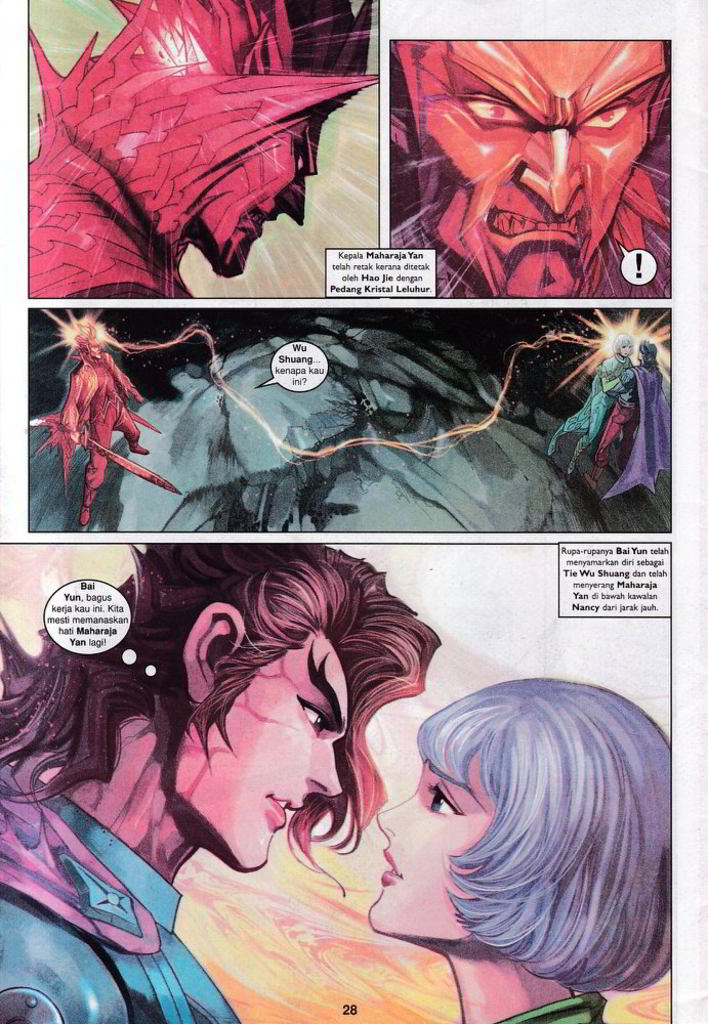 Kepala Maharaja Yan
telah retak kerana ditetak
oleh Hao Jie dengan
Pedang Kristal Leluhur.
!
Wu
Shuang...
kenapa kau
ini?
Rupa-rupanya Bai Yun telah
menyamarkan diri sebagai
Tie Wu Shuang dan telah
menyerang Maharaja
Yan di bawah kawalan
Nancy dari jarak jauh.
Bai
Yun, bagus
kerja kau ini. Kita
mesti memanaskan
hati Maharaja
Yan lagi!
28